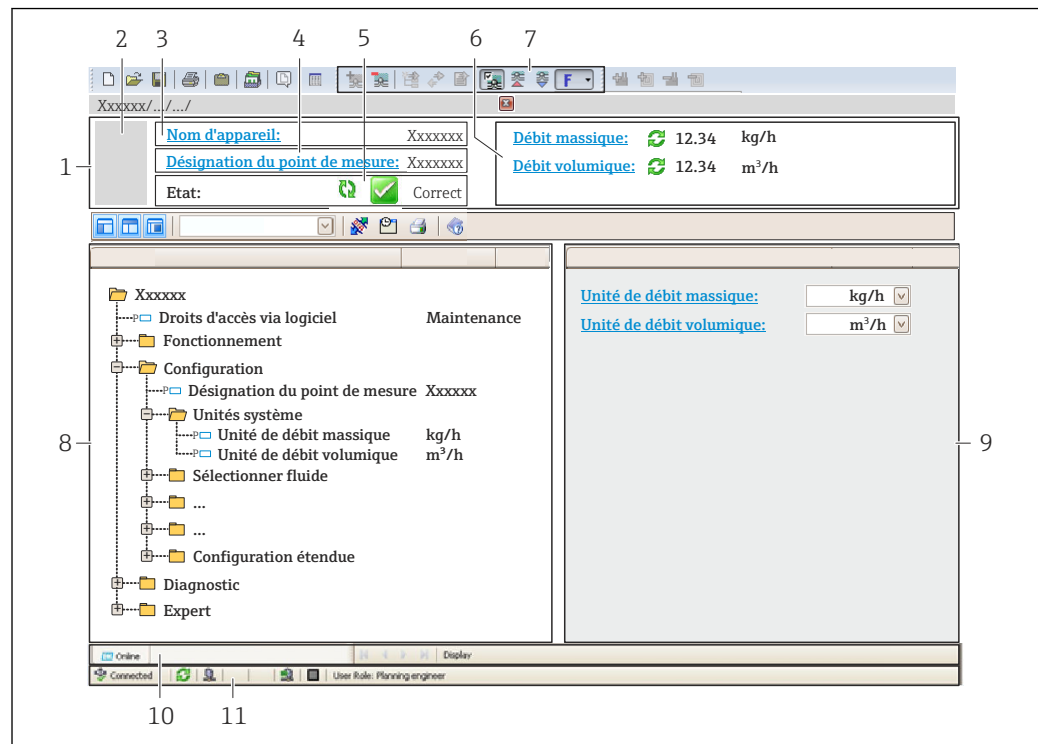 2 3 4 5 6 7
F
Xxxxxx/.../.../
1
Nom d'appareil: Xxxxxxx
Désignation du point de mesure: Xxxxxxx
Etat: Correct
Débit massique: 12.34 kg/h
Débit volumique: 12.34 m³/h
8
Xxxxxx
P Droits d'accès via logiciel Maintenance
Fonctionnement
Configuration
P Désignation du point de mesure Xxxxxx
Unités système
P Unité de débit massique kg/h
P Unité de débit volumique m³/h
Sélectionner fluide
...
...
Configuration étendue
Diagnostic
Expert
Unité de débit massique: kg/h
Unité de débit volumique: m³/h
9
Online Display
Connected User Role: Planning engineer
10 11